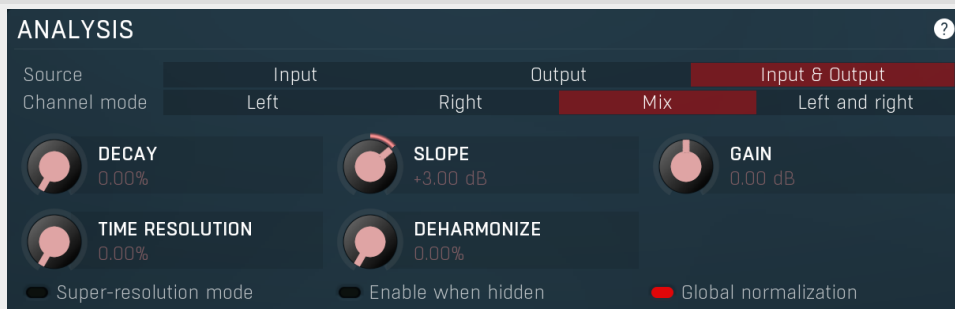 ANALYSIS ?
Source Input Output Input & Output
Channel mode Left Right Mix Left and right
DECAY SLOPE GAIN
0.00% +3.00 dB 0.00 dB
TIME RESOLUTION DEHARMONIZE
0.00% 0.00%
Super-resolution mode Enable when hidden Global normalization